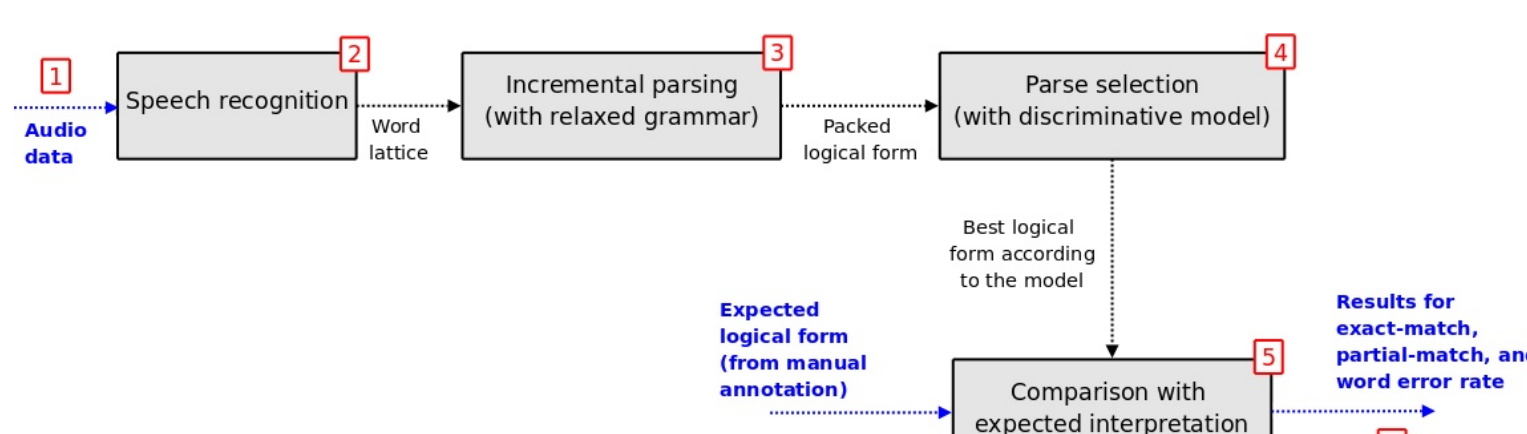 1
2
3
4
Speech recognition
Incremental parsing
(with relaxed grammar)
Parse selection
(with discriminative model)
Audio
data
Word
lattice
Packed
logical form
Best logical
form according
to the model
Expected
logical form
(from manual
annotation)
5
Comparison with
expected interpretation
Results for
exact-match,
partial-match, an
word error rate